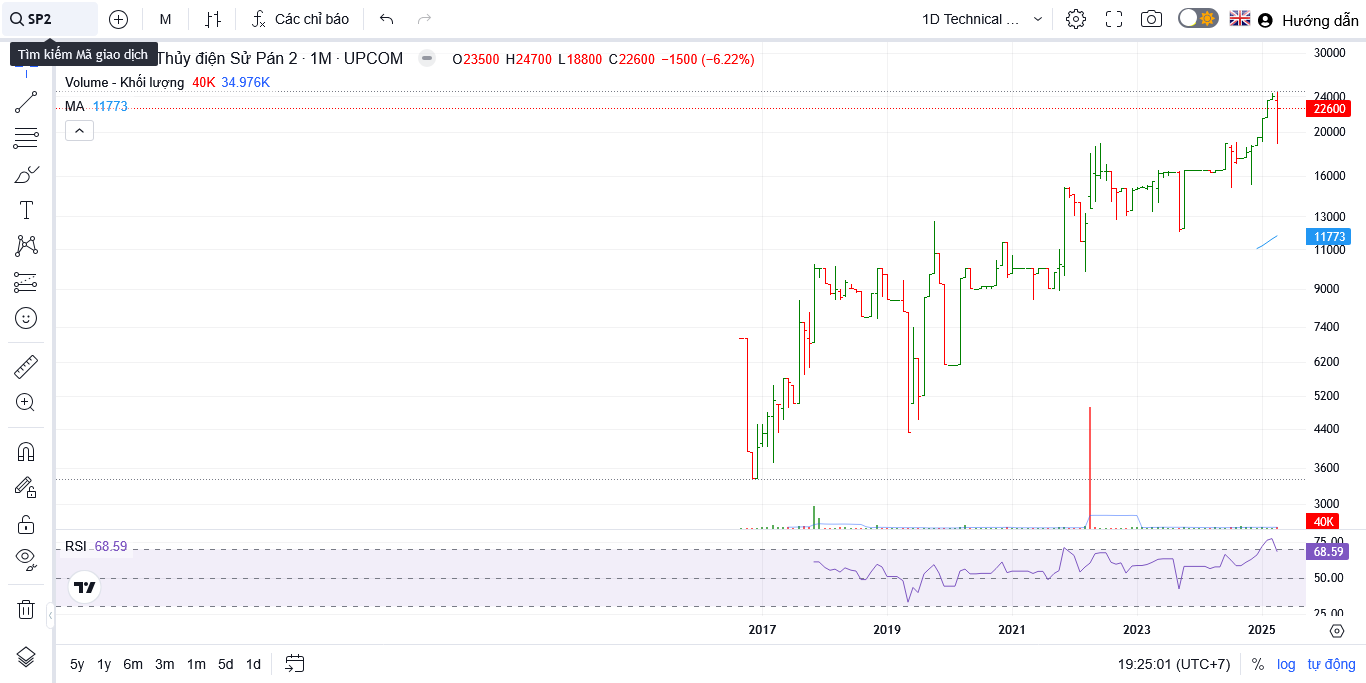 SP2
M
Các chỉ báo
1D Technical ...
Hướng dẫn
Tìm kiếm Mã giao dịch
Thủy điện Sử Pán 2 · 1M · UPCOM
O23500 H24700 L18800 C22600 −1500 (−6.22%)
Volume - Khối lượng 40K 34.976K
MA 11773
30000
24000
22600
20000
16000
13000
11773
11000
9000
7400
6200
5200
4400
3600
3000
40K
RSI 68.59
75.00
68.59
50.00
25.00
2017 2019 2021 2023 2025
5y 1y 6m 3m 1m 5d 1d
19:25:01 (UTC+7)
% log tự động